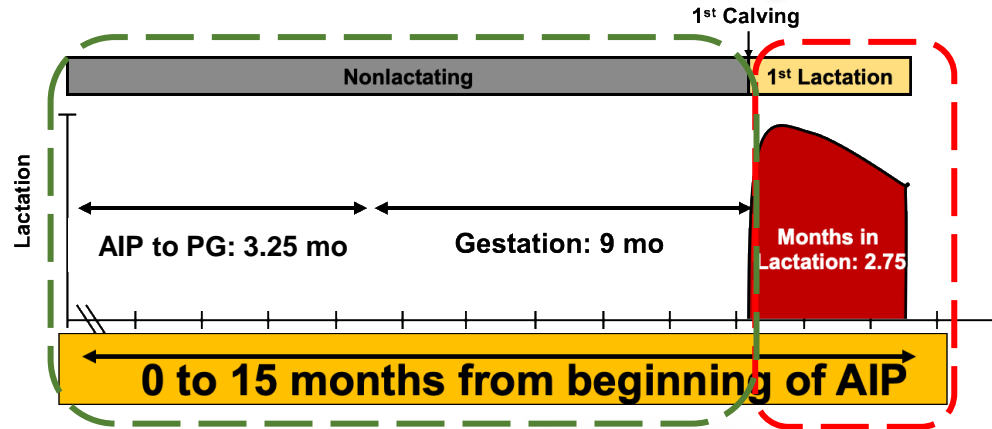 1st Calving
Nonlactating
1st Lactation
Lactation
AIP to PG: 3.25 mo
Gestation: 9 mo
Months in
Lactation: 2.75
0 to 15 months from beginning of AIP